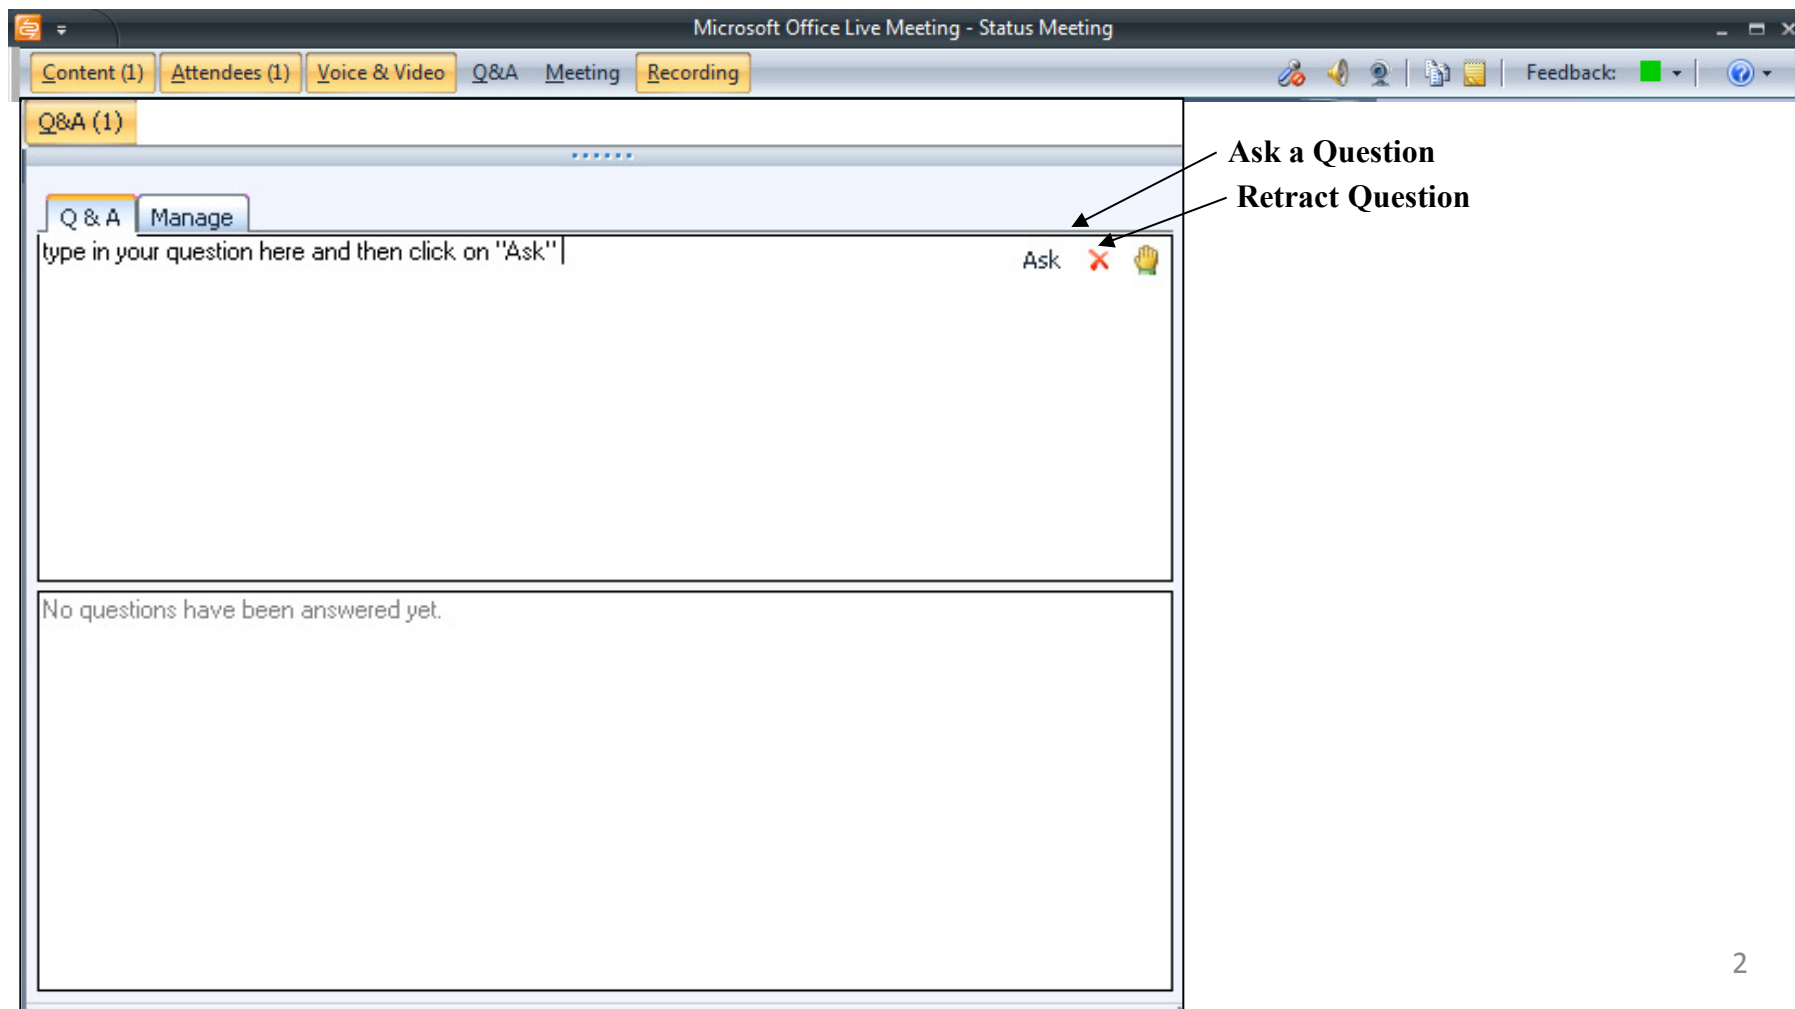 Microsoft Office Live Meeting - Status Meeting
Content (1) Attendees (1) Voice & Video Q&A Meeting Recording Feedback:
Q&A (1)
Ask a Question
Retract Question
Q & A Manage
type in your question here and then click on "Ask"
Ask
No questions have been answered yet.
2